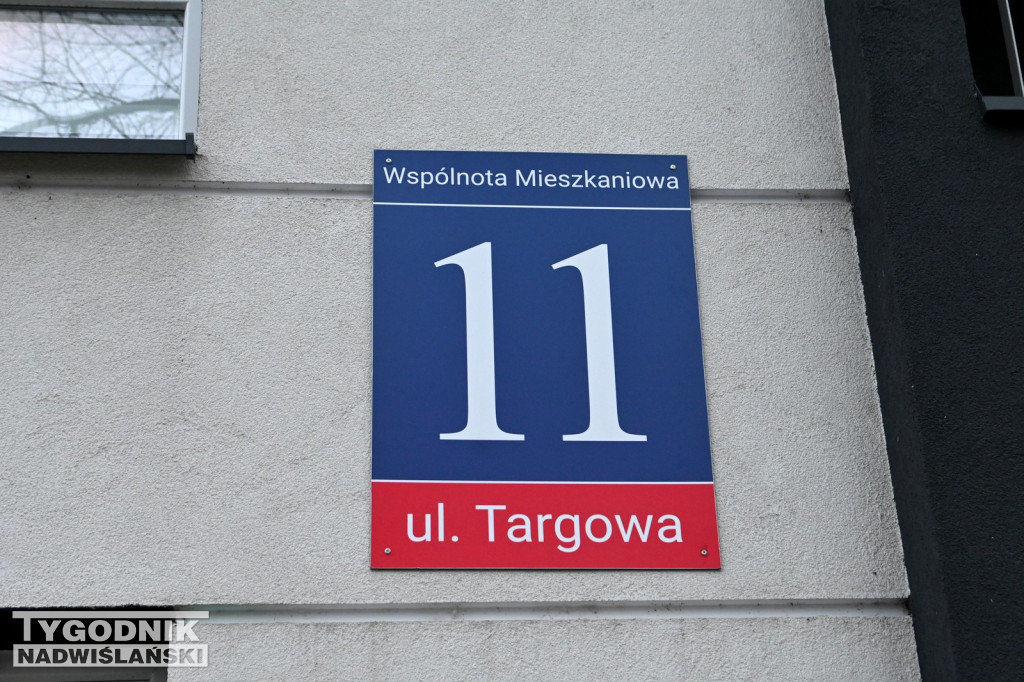 Wspólnota Mieszkaniowa
11
ul. Targowa
TYGODNIK
NADWIŚLAŃSKI